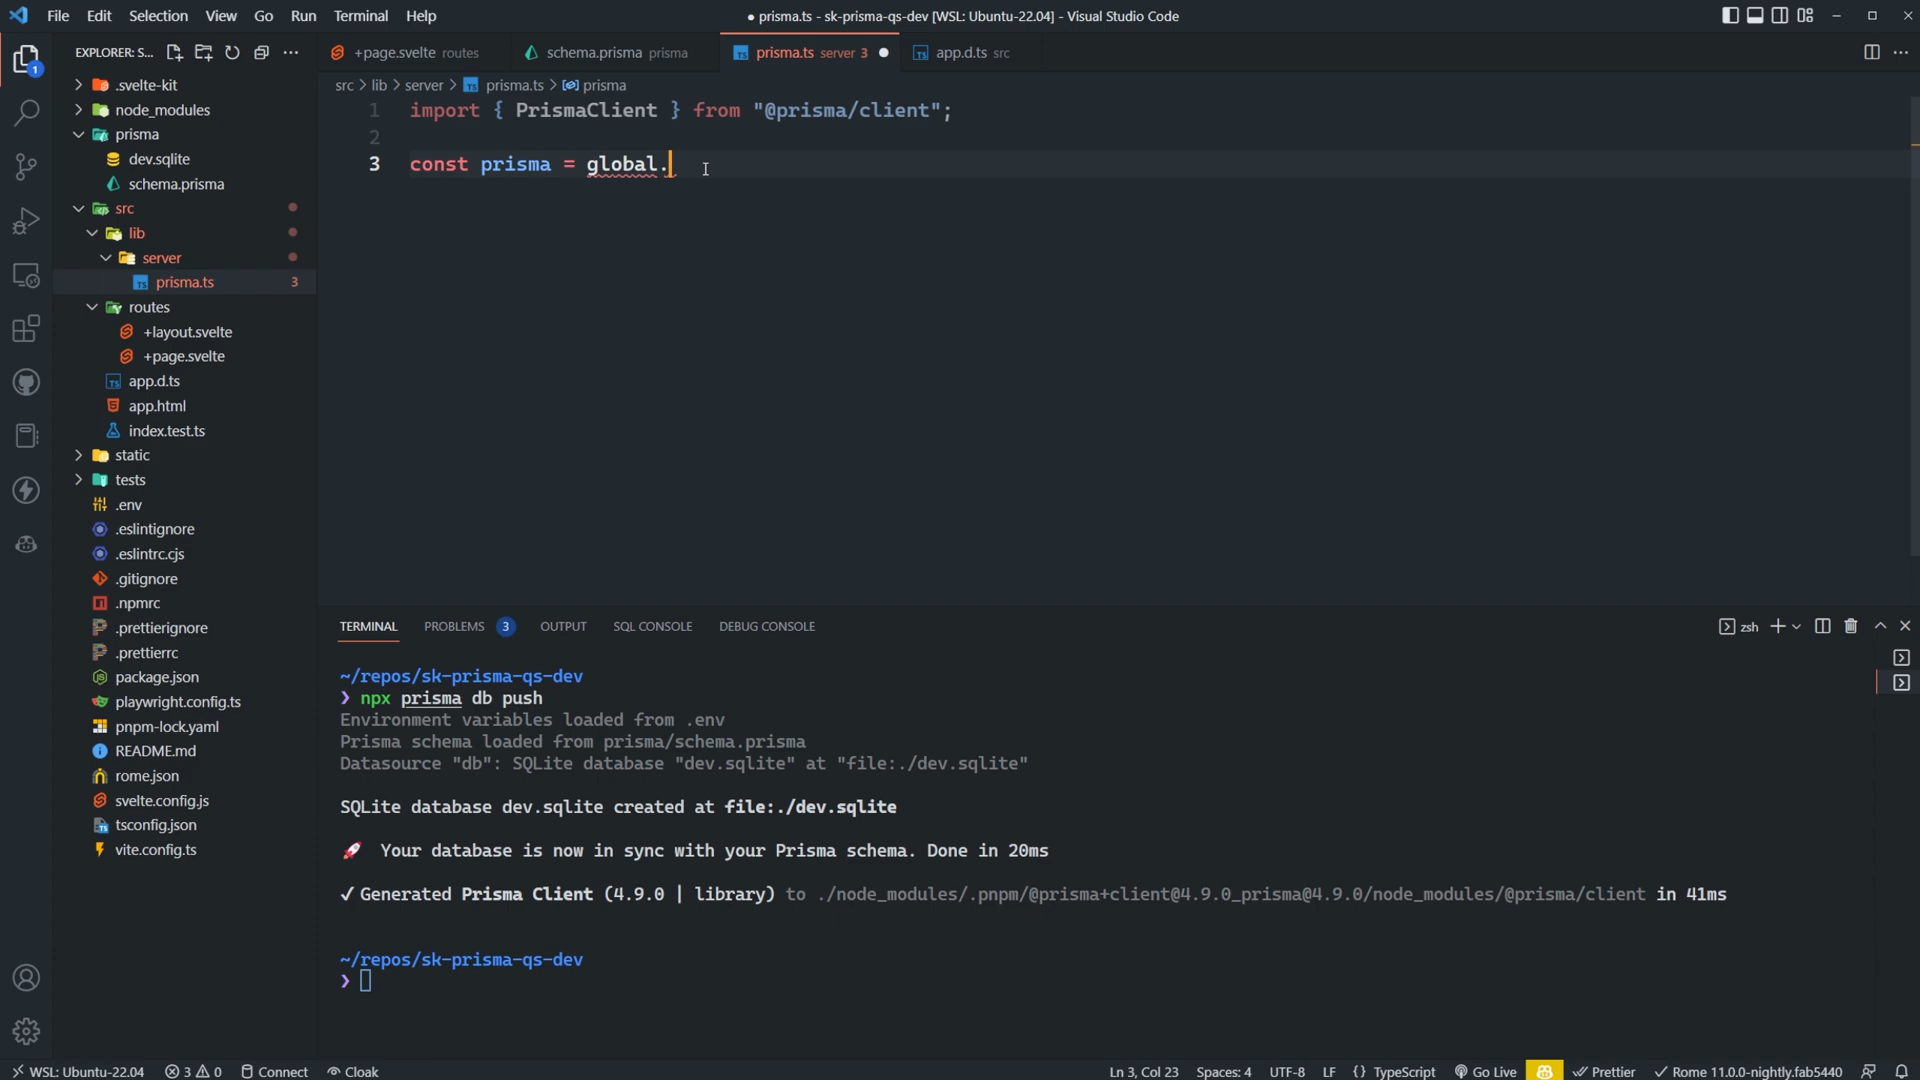 File Edit Selection View Go Run Terminal Help
● prisma.ts - sk-prisma-qs-dev [WSL: Ubuntu-22.04] - Visual Studio Code
EXPLORER: S...
+page.svelte routes
schema.prisma prisma
TS prisma.ts server 3
TS app.d.ts src
1
.svelte-kit
node_modules
prisma
dev.sqlite
schema.prisma
src
lib
server
TS prisma.ts 3
routes
+layout.svelte
+page.svelte
TS app.d.ts
app.html
index.test.ts
static
tests
.env
.eslintignore
.eslintrc.cjs
.gitignore
.npmrc
.prettierignore
.prettierrc
package.json
playwright.config.ts
pnpm-lock.yaml
README.md
rome.json
svelte.config.js
tsconfig.json
vite.config.ts
src > lib > server > TS prisma.ts > prisma
1 import { PrismaClient } from "@prisma/client";
2
3 const prisma = global.
TERMINAL PROBLEMS 3 OUTPUT SQL CONSOLE DEBUG CONSOLE
zsh
~/repos/sk-prisma-qs-dev
❯ npx prisma db push
Environment variables loaded from .env
Prisma schema loaded from prisma/schema.prisma
Datasource "db": SQLite database "dev.sqlite" at "file:./dev.sqlite"
SQLite database dev.sqlite created at file:./dev.sqlite
🚀 Your database is now in sync with your Prisma schema. Done in 20ms
✓ Generated Prisma Client (4.9.0 | library) to ./node_modules/.pnpm/@prisma+client@4.9.0_prisma@4.9.0/node_modules/@prisma/client in 41ms
~/repos/sk-prisma-qs-dev
❯
WSL: Ubuntu-22.04 3 0 Connect Cloak
Ln 3, Col 23 Spaces: 4 UTF-8 LF {} TypeScript Go Live Prettier Rome 11.0.0-nightly.fab5440